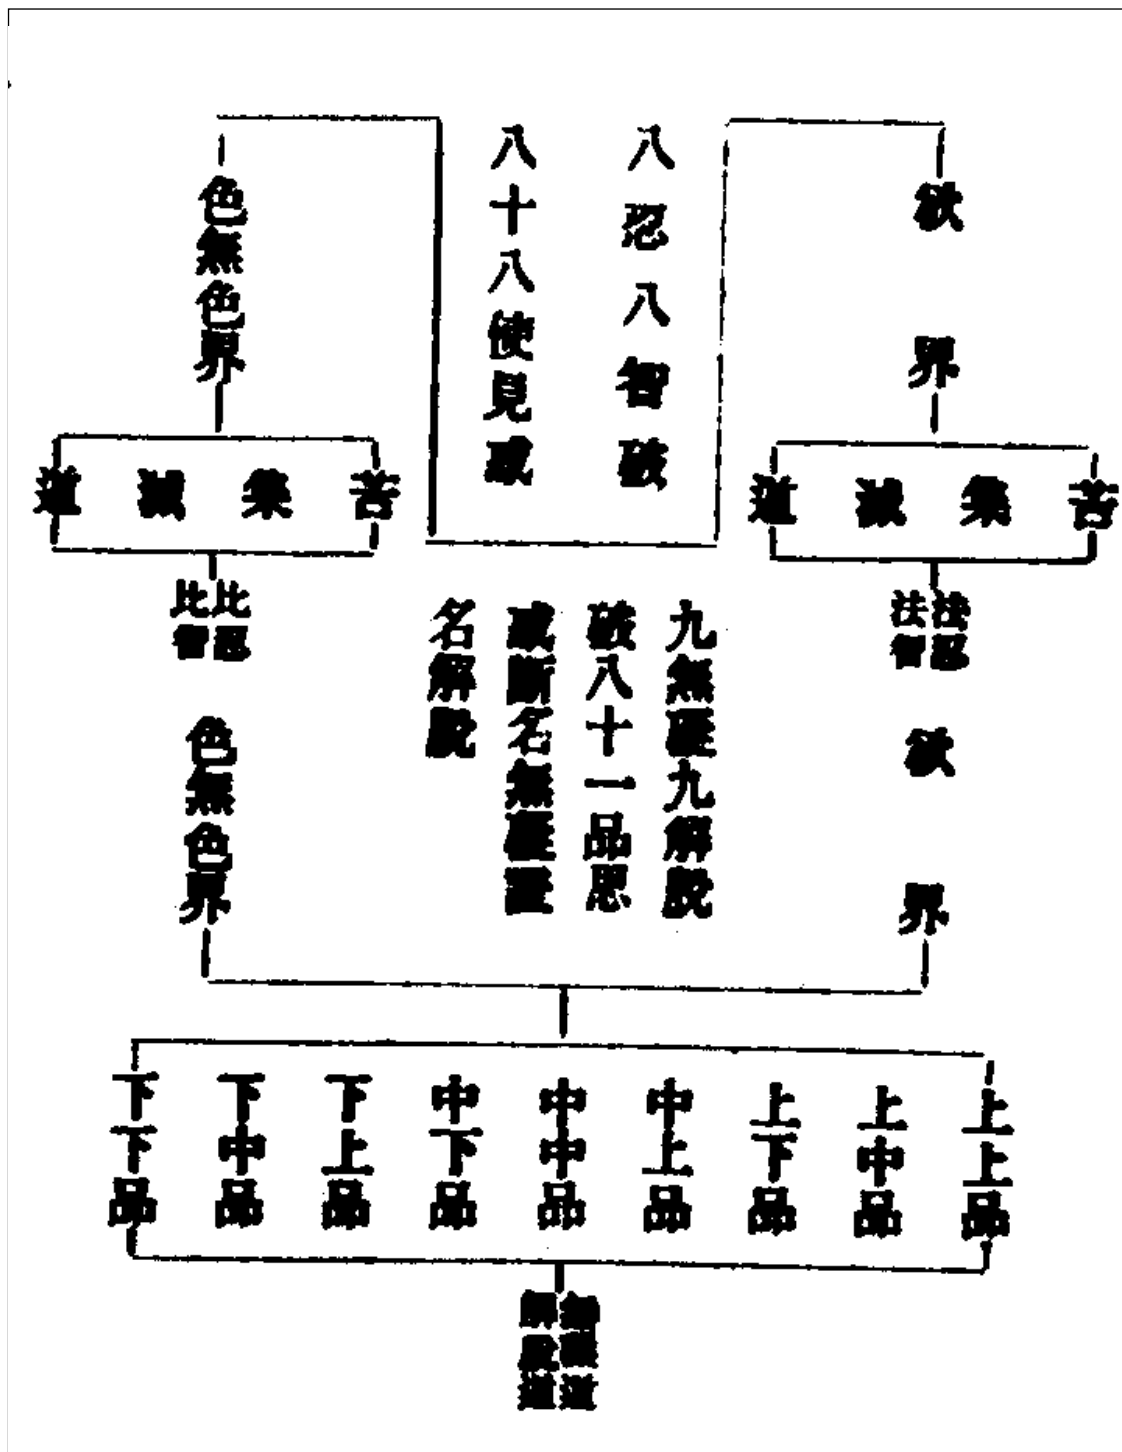 欲界
苦集滅道
法忍
法智
八忍八智破
八十八使見或
色無色界
苦集滅道
比忍
比智
欲界
九無礙九解脫
破八十一品思
或斷名無礙證
名解脫
色無色界
上上品
上中品
上下品
中上品
中中品
中下品
下上品
下中品
下下品
無礙道
解脫道